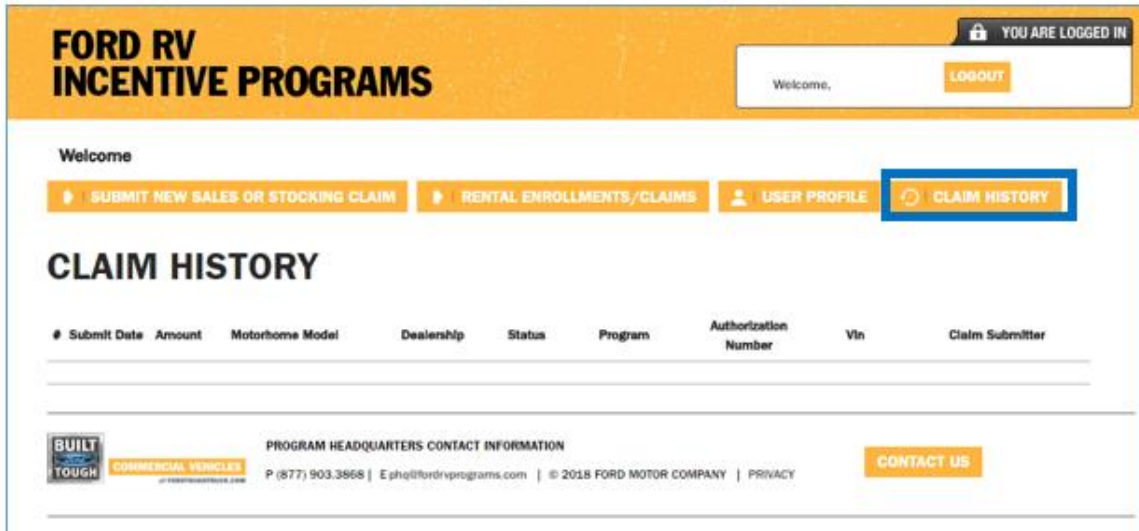 FORD RV
INCENTIVE PROGRAMS
YOU ARE LOGGED IN
Welcome,
LOGOUT
Welcome
SUBMIT NEW SALES OR STOCKING CLAIM
RENTAL ENROLLMENTS/CLAIMS
USER PROFILE
CLAIM HISTORY
CLAIM HISTORY
# Submit Date Amount Motorhome Model Dealership Status Program Authorization Number Vin Claim Submitter
BUILT
Ford
TOUGH
COMMERCIAL VEHICLES
PROGRAM HEADQUARTERS CONTACT INFORMATION
P (877) 903.3868 | E phq@fordrvprograms.com | © 2018 FORD MOTOR COMPANY | PRIVACY
CONTACT US